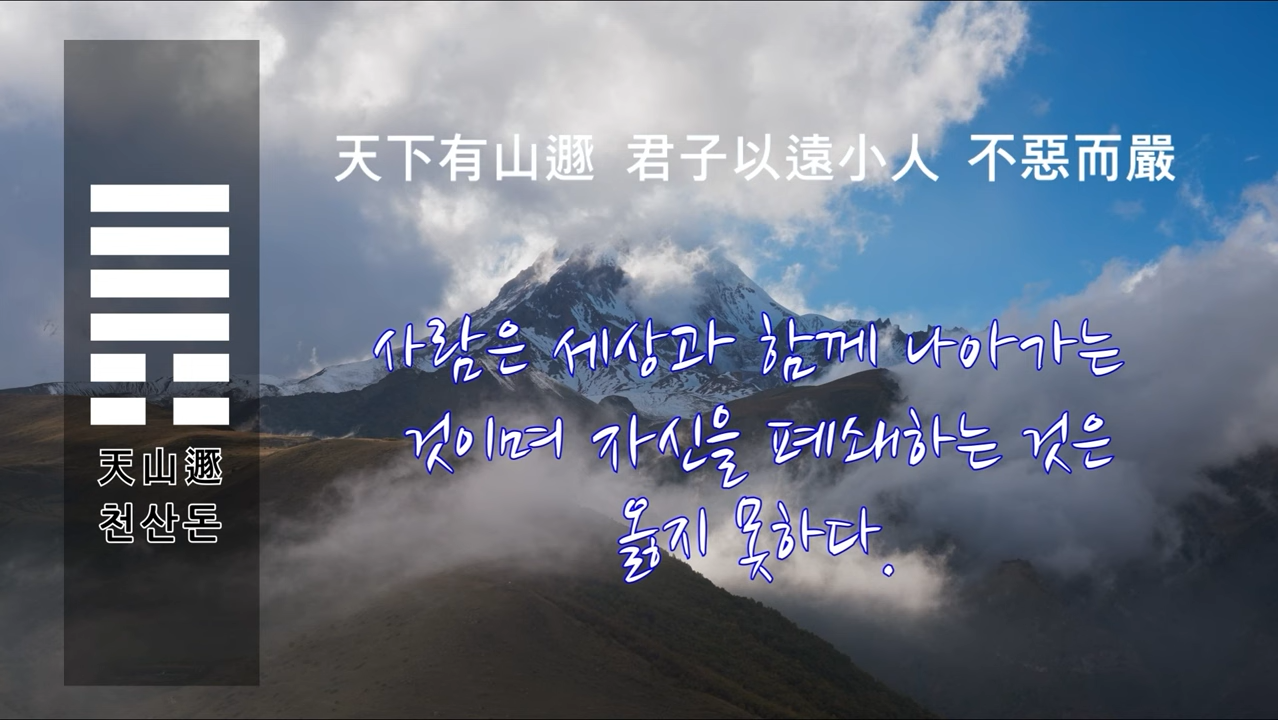 天下有山遯 君子以遠小人 不惡而嚴
사람은 세상과 함께 나아가는
것이며 자신을 폐쇄하는 것은
옳지 못하다.
天山遯
천산돈